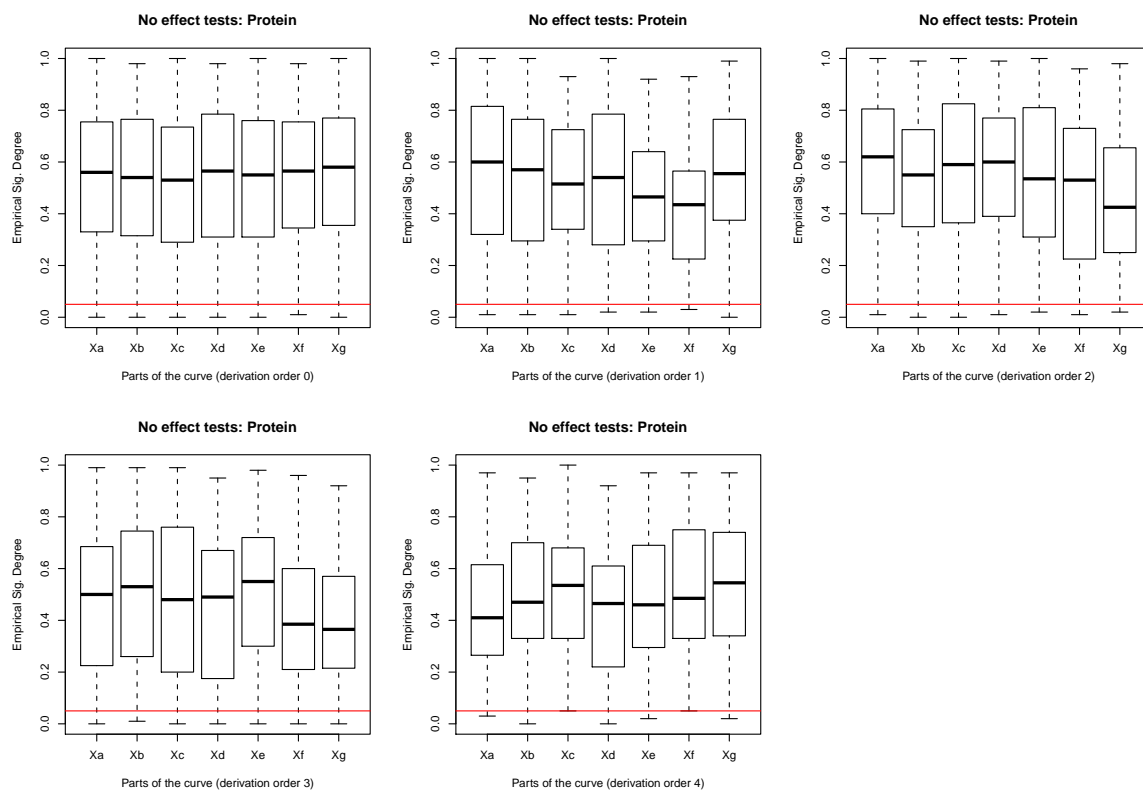 No effect tests: Protein
Empirical Sig. Degree
1.0
0.8
0.6
0.4
0.2
0.0
Xa Xb Xc Xd Xe Xf Xg
Parts of the curve (derivation order 0)
No effect tests: Protein
Empirical Sig. Degree
1.0
0.8
0.6
0.4
0.2
0.0
Xa Xb Xc Xd Xe Xf Xg
Parts of the curve (derivation order 1)
No effect tests: Protein
Empirical Sig. Degree
1.0
0.8
0.6
0.4
0.2
0.0
Xa Xb Xc Xd Xe Xf Xg
Parts of the curve (derivation order 2)
No effect tests: Protein
Empirical Sig. Degree
1.0
0.8
0.6
0.4
0.2
0.0
Xa Xb Xc Xd Xe Xf Xg
Parts of the curve (derivation order 3)
No effect tests: Protein
Empirical Sig. Degree
1.0
0.8
0.6
0.4
0.2
0.0
Xa Xb Xc Xd Xe Xf Xg
Parts of the curve (derivation order 4)